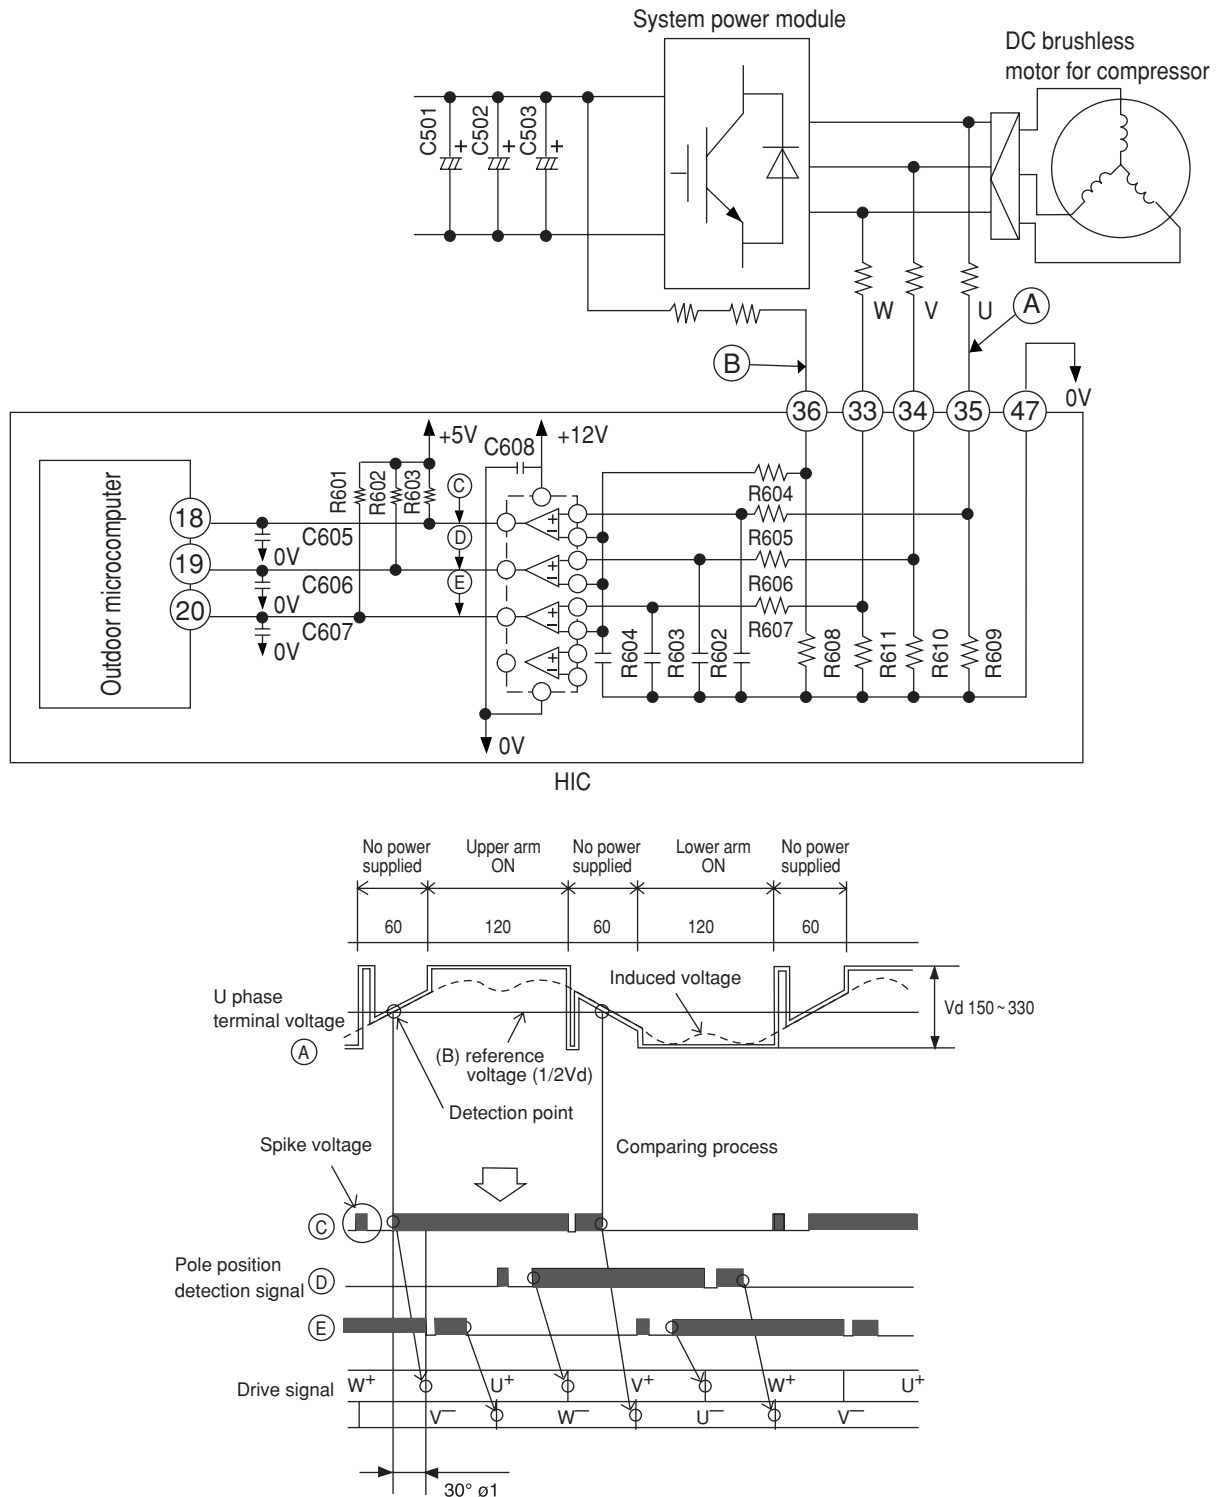 System power module
DC brushless
motor for compressor
C501
C502
C503
+
+
+
W
V
U
A
B
36
33
34
35
47
0V
+5V
C608
+12V
R601
R602
R603
C
D
E
R604
R605
R606
R607
Outdoor microcomputer
18
19
20
C605
0V
C606
0V
C607
0V
+
−
+
−
+
−
+
−
R604
R603
R602
R608
R611
R610
R609
0V
HIC
No power
supplied
Upper arm
ON
No power
supplied
Lower arm
ON
No power
supplied
60
120
60
120
60
U phase
terminal voltage
A
Induced voltage
Vd 150 ~ 330
(B) reference
voltage (1/2Vd)
Detection point
Spike voltage
Comparing process
C
Pole position
detection signal
D
E
Drive signal
W+
U+
V+
W+
U+
V−
W−
U−
V−
30° ø1